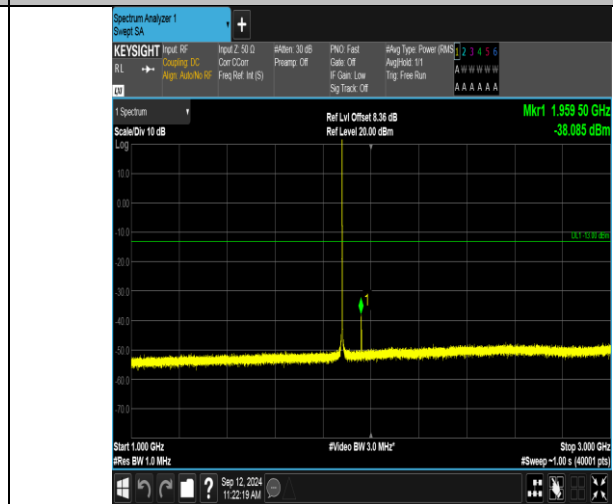 Spectrum Analyzer 1
Swept SA
+
KEYSIGHT
RL
LXI
Input: RF
Coupling: DC
Align: Auto/No RF
Input Z: 50 Ω
Corr CCorr
Freq Ref: Int (S)
#Atten: 30 dB
Preamp: Off
PNO: Fast
Gate: Off
IF Gain: Low
Sig Track: Off
#Avg Type: Power (RMS
Avg|Hold: 1/1
Trig: Free Run
1 2 3 4 5 6
A W W W W W
A A A A A A
1 Spectrum
Scale/Div 10 dB
Log
Ref Lvl Offset 8.36 dB
Ref Level 20.00 dBm
Mkr1 1.959 50 GHz
-38.085 dBm
10.0
0.00
-10.0
DL1 -13.00 dBm
-20.0
-30.0
1
-40.0
-50.0
-60.0
-70.0
Start 1.000 GHz
#Res BW 1.0 MHz
#Video BW 3.0 MHz*
Stop 3.000 GHz
#Sweep ~1.00 s (40001 pts)
?
Sep 12, 2024
11:22:19 AM